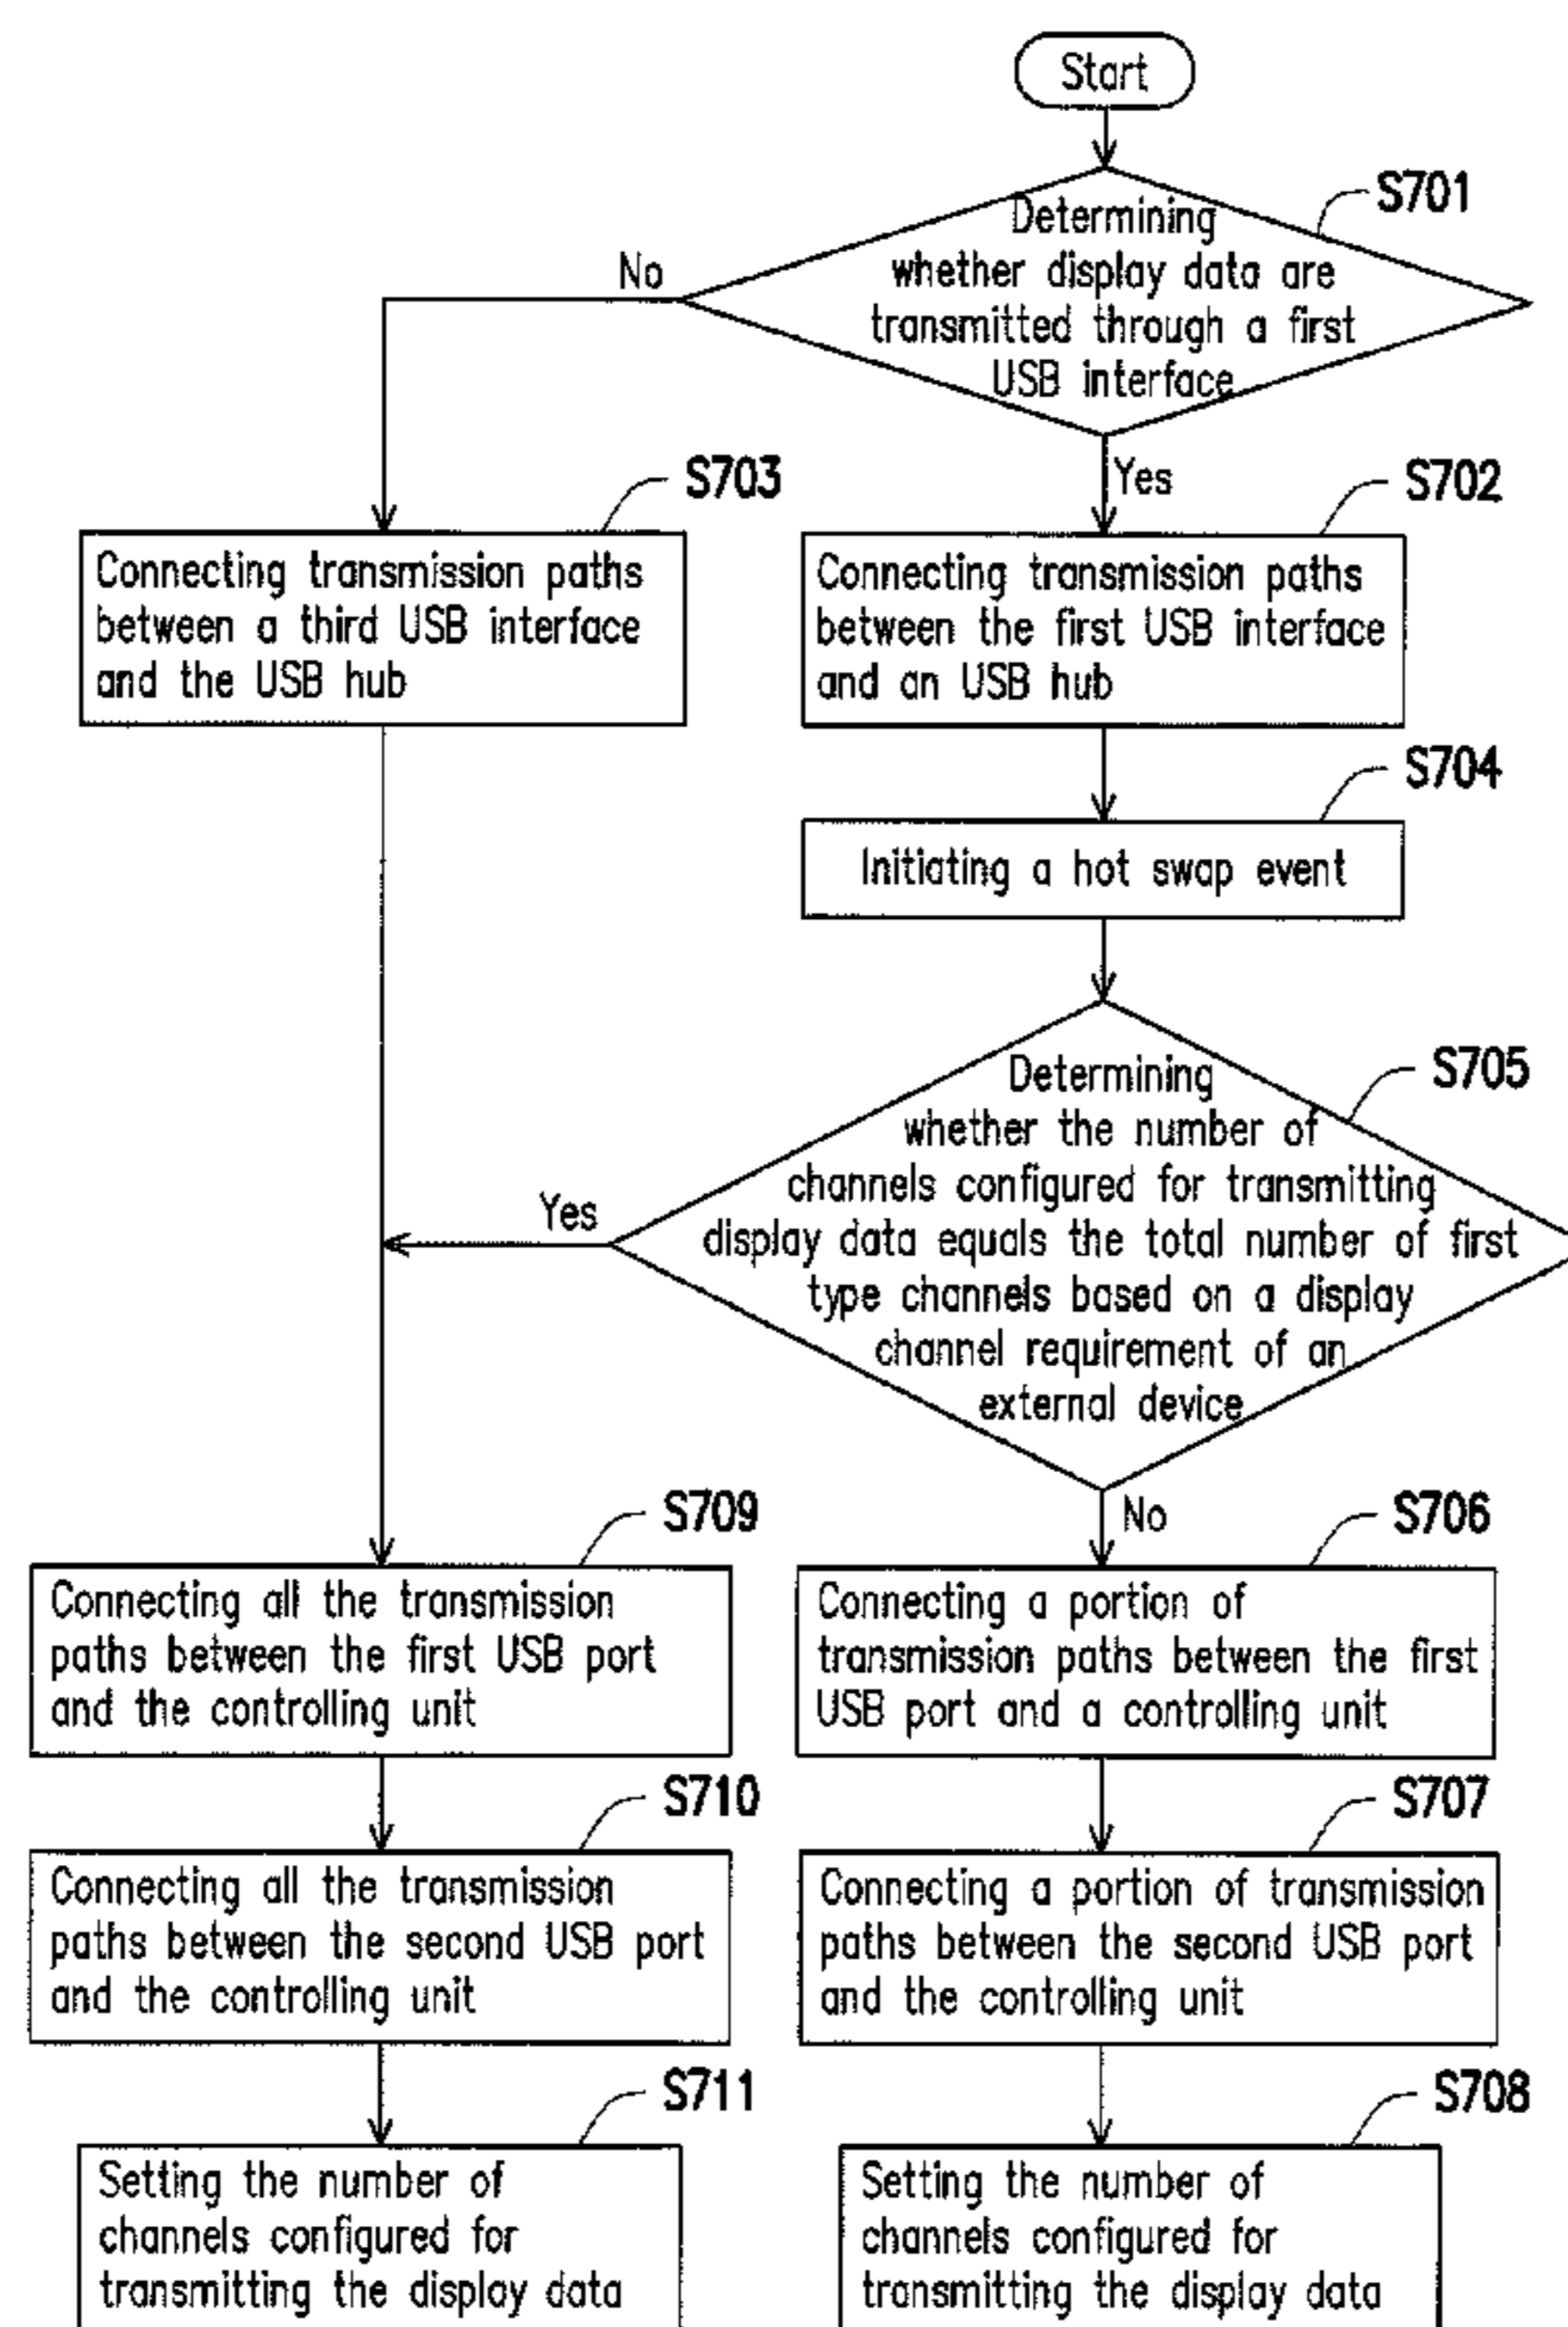 Start
S701
Determining
whether display data are
transmitted through a first
USB interface
No
Yes
S703
Connecting transmission paths
between a third USB interface
and the USB hub
S702
Connecting transmission paths
between the first USB interface
and an USB hub
S704
Initiating a hot swap event
S705
Determining
whether the number of
channels configured for transmitting
display data equals the total number of first
type channels based on a display
channel requirement of an
external device
Yes
No
S709
Connecting all the transmission
paths between the first USB port
and the controlling unit
S706
Connecting a portion of
transmission paths between the first
USB port and a controlling unit
S710
Connecting all the transmission
paths between the second USB port
and the controlling unit
S707
Connecting a portion of transmission
paths between the second USB port
and the controlling unit
S711
Setting the number of
channels configured for
transmitting the display data
S708
Setting the number of
channels configured for
transmitting the display data